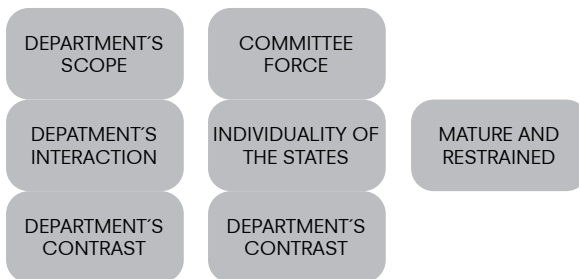 DEPARTMENT´S
SCOPE
COMMITTEE
FORCE
DEPATMENT´S
INTERACTION
INDIVIDUALITY OF
THE STATES
MATURE AND
RESTRAINED
DEPARTMENT´S
CONTRAST
DEPARTMENT´S
CONTRAST